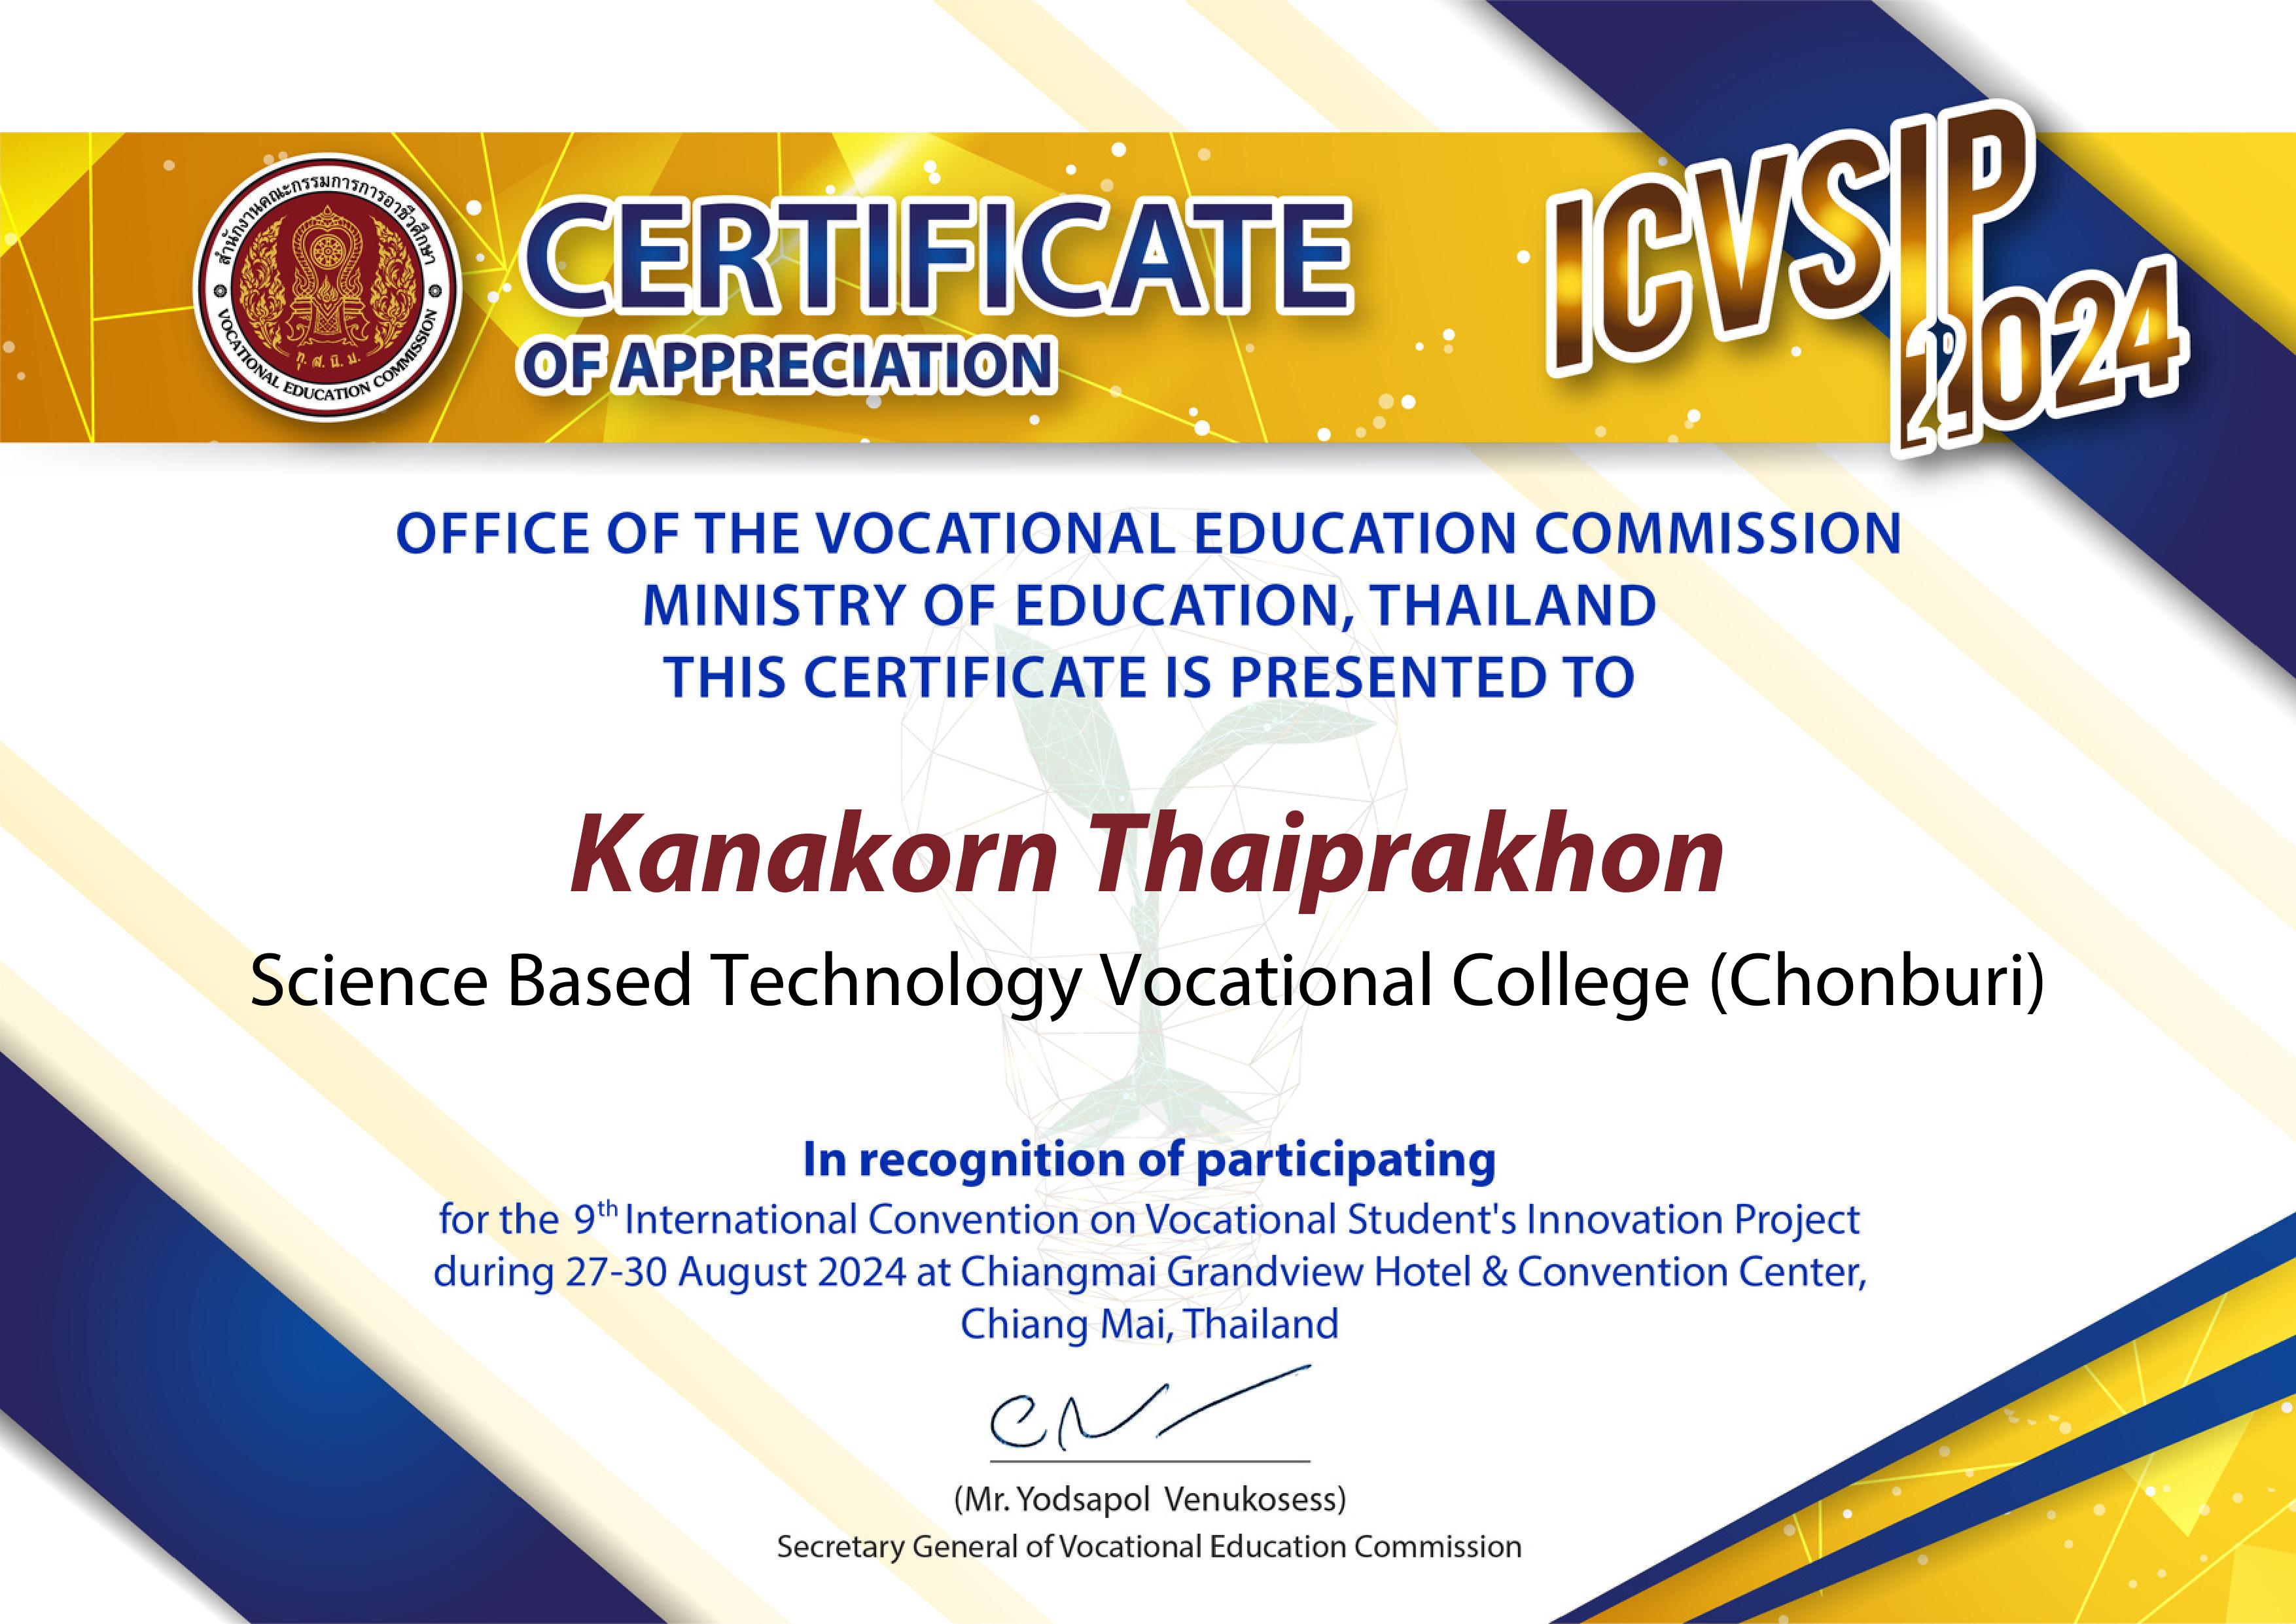 สำนักงานคณะกรรมการการอาชีวศึกษา
ทุ. ส. นิ. ม.
VOCATIONAL EDUCATION COMMISSION
CERTIFICATE
OF APPRECIATION
ICVSIP
2024
OFFICE OF THE VOCATIONAL EDUCATION COMMISSION
MINISTRY OF EDUCATION, THAILAND
THIS CERTIFICATE IS PRESENTED TO
Kanakorn Thaiprakhon
Science Based Technology Vocational College (Chonburi)
In recognition of participating
for the 9th International Convention on Vocational Student's Innovation Project
during 27-30 August 2024 at Chiangmai Grandview Hotel & Convention Center,
Chiang Mai, Thailand
(Mr. Yodsapol Venukosess)
Secretary General of Vocational Education Commission